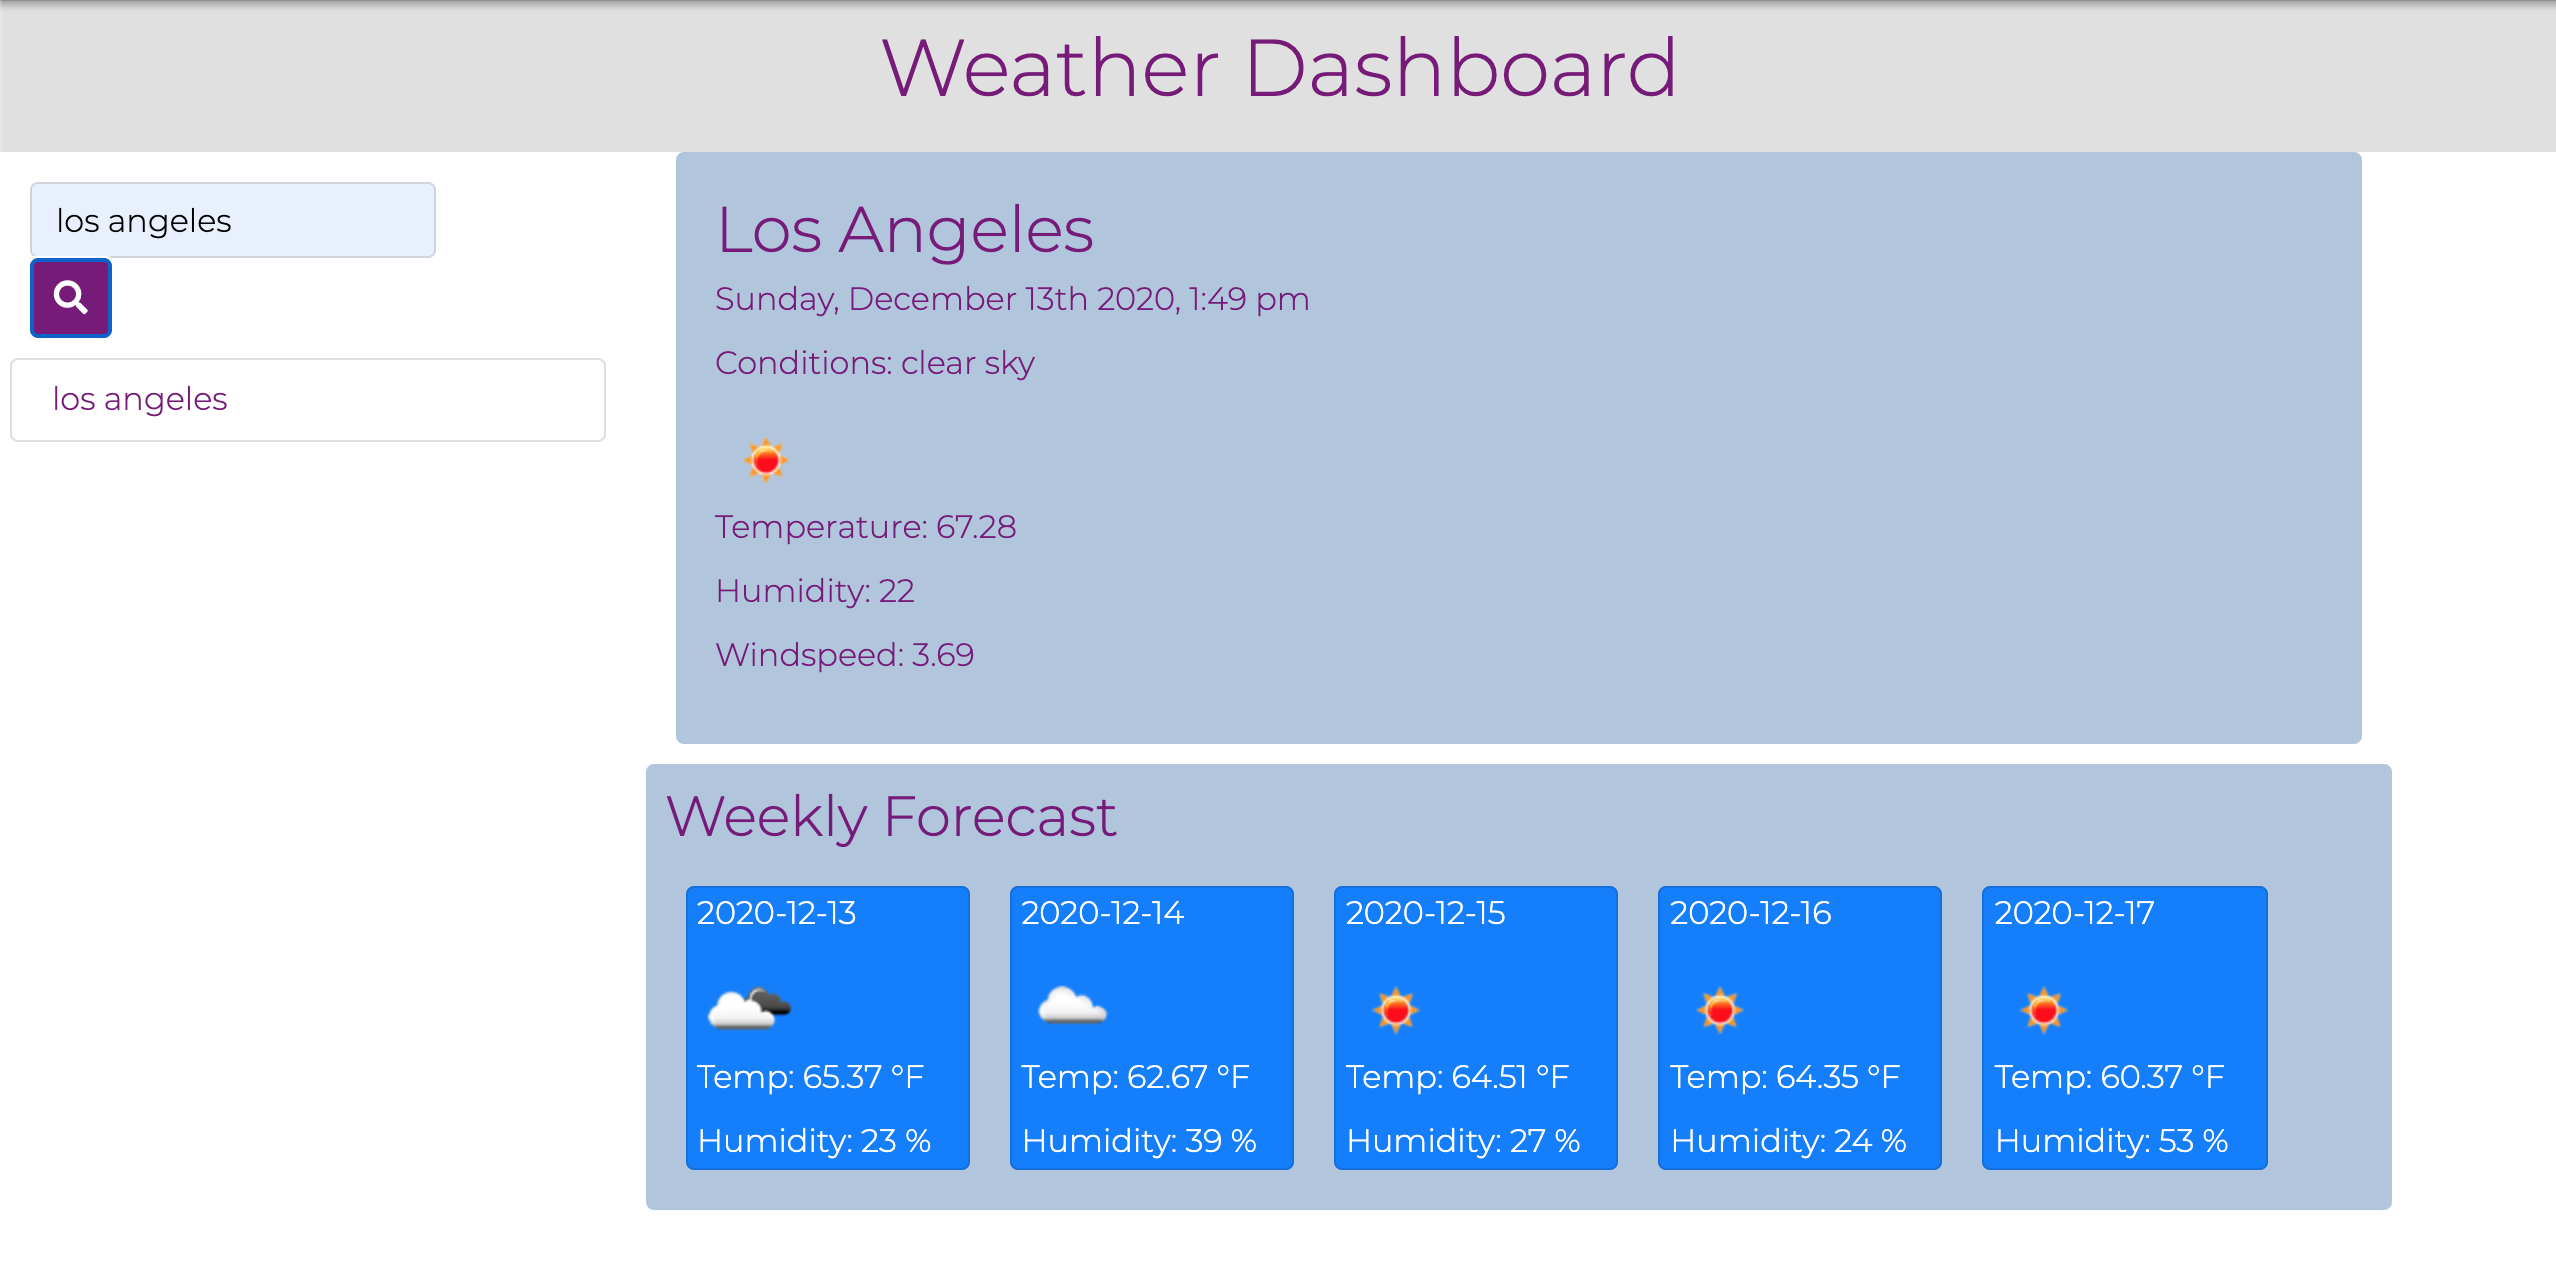 Weather Dashboard
los angeles
los angeles
Los Angeles
Sunday, December 13th 2020, 1:49 pm
Conditions: clear sky
Temperature: 67.28
Humidity: 22
Windspeed: 3.69
Weekly Forecast
2020-12-13
Temp: 65.37 °F
Humidity: 23 %
2020-12-14
Temp: 62.67 °F
Humidity: 39 %
2020-12-15
Temp: 64.51 °F
Humidity: 27 %
2020-12-16
Temp: 64.35 °F
Humidity: 24 %
2020-12-17
Temp: 60.37 °F
Humidity: 53 %